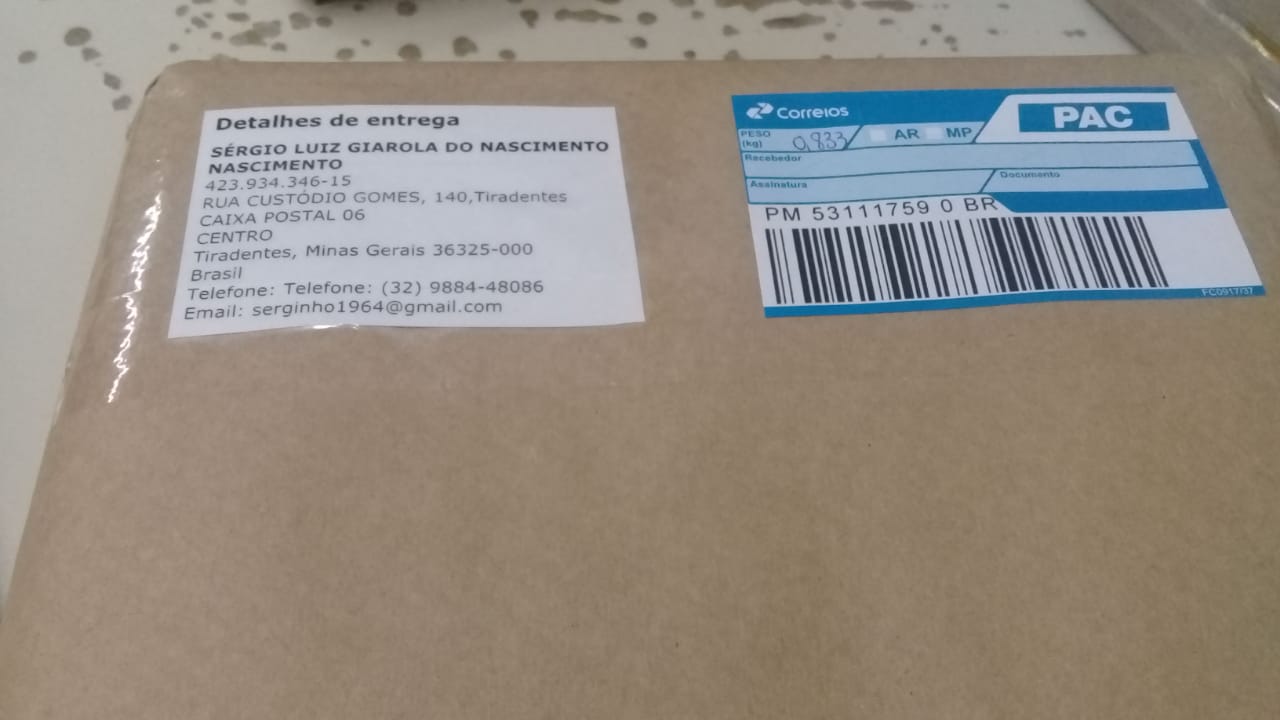 Detalhes de entrega
SÉRGIO LUIZ GIAROLA DO NASCIMENTO
NASCIMENTO
423.934.346-15
RUA CUSTÓDIO GOMES, 140,Tiradentes
CAIXA POSTAL 06
CENTRO
Tiradentes, Minas Gerais 36325-000
Brasil
Telefone: Telefone: (32) 9884-48086
Email: serginho1964@gmail.com
Correios
PAC
PESO
(kg) 0,833
AR MP
Recebedor
Assinatura
Documento
PM 53111759 0 BR
FC0917/37